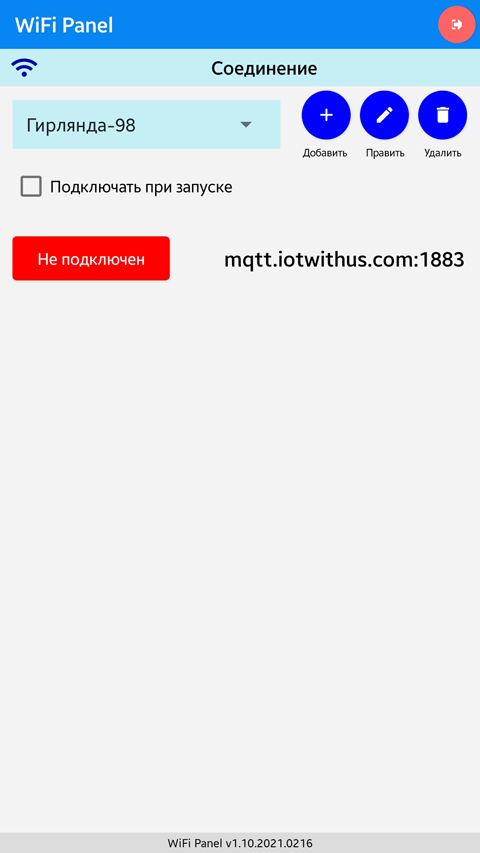 WiFi Panel
Соединение
Гирлянда-98
Добавить Править Удалить
Подключать при запуске
Не подключен mqtt.iotwithus.com:1883
WiFi Panel v1.10.2021.0216